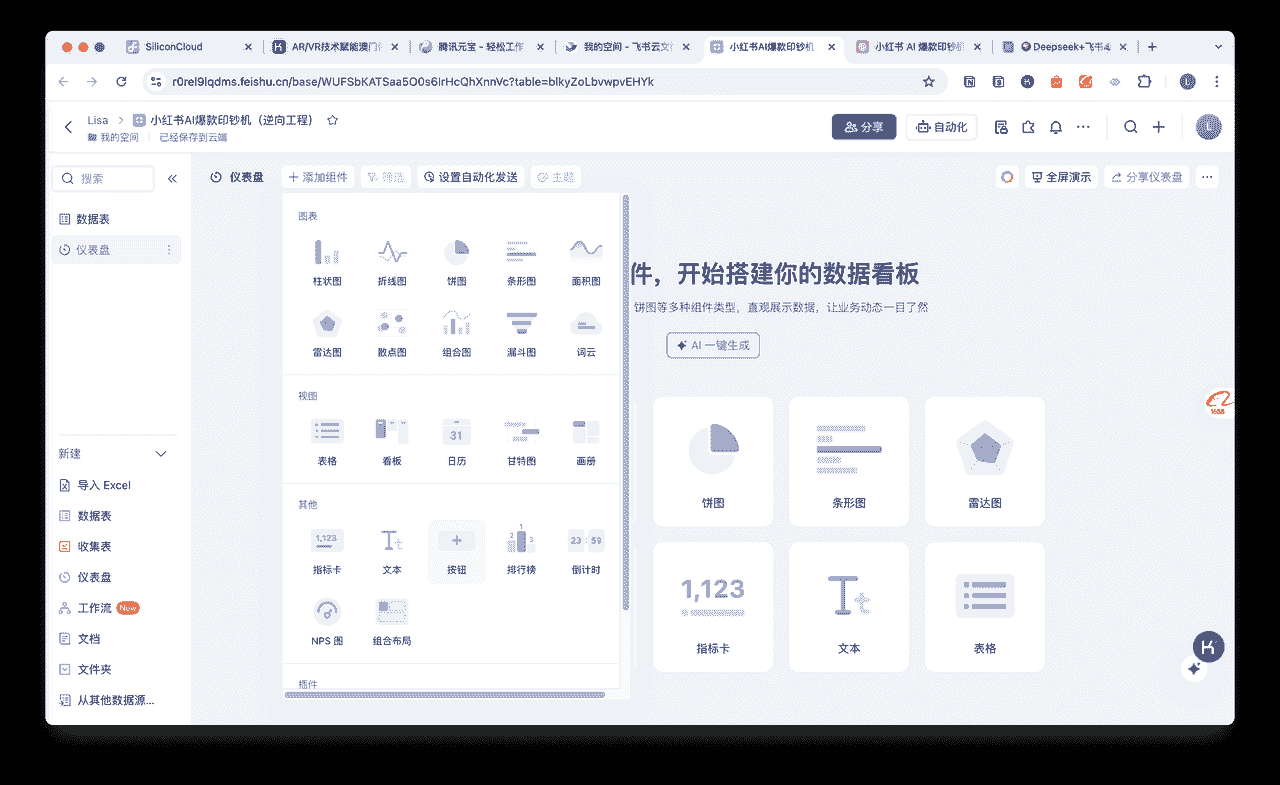 SiliconCloud
AR/VR技术赋能澳门
腾讯元宝 - 轻松工作
我的空间 - 飞书云文
小红书AI爆款印钞机
小红书 AI 爆款印钞
Deepseek+飞书
r0rel9lqdms.feishu.cn/base/WUFSbKATSaa5O0s6lrHcQhXnnVc?table=blkyZoLbvwpvEHYk
Lisa
小红书AI爆款印钞机（逆向工程）
我的空间
已经保存到云端
分享
自动化
L
搜索
仪表盘
添加组件
筛选
设置自动化发送
主题
全屏演示
分享仪表盘
数据表
仪表盘
图表
柱状图
折线图
饼图
条形图
面积图
雷达图
散点图
组合图
漏斗图
词云
件，开始搭建你的数据看板
饼图等多种组件类型，直观展示数据，让业务动态一目了然
AI 一键生成
视图
31
表格
看板
日历
甘特图
画册
其他
1,123
Tt
1
2
3
23 : 59
指标卡
文本
按钮
排行榜
倒计时
NPS 图
组合布局
插件
饼图
条形图
雷达图
1,123
Tt
指标卡
文本
表格
1688
新建
导入 Excel
数据表
收集表
仪表盘
工作流
New
文档
文件夹
从其他数据源...